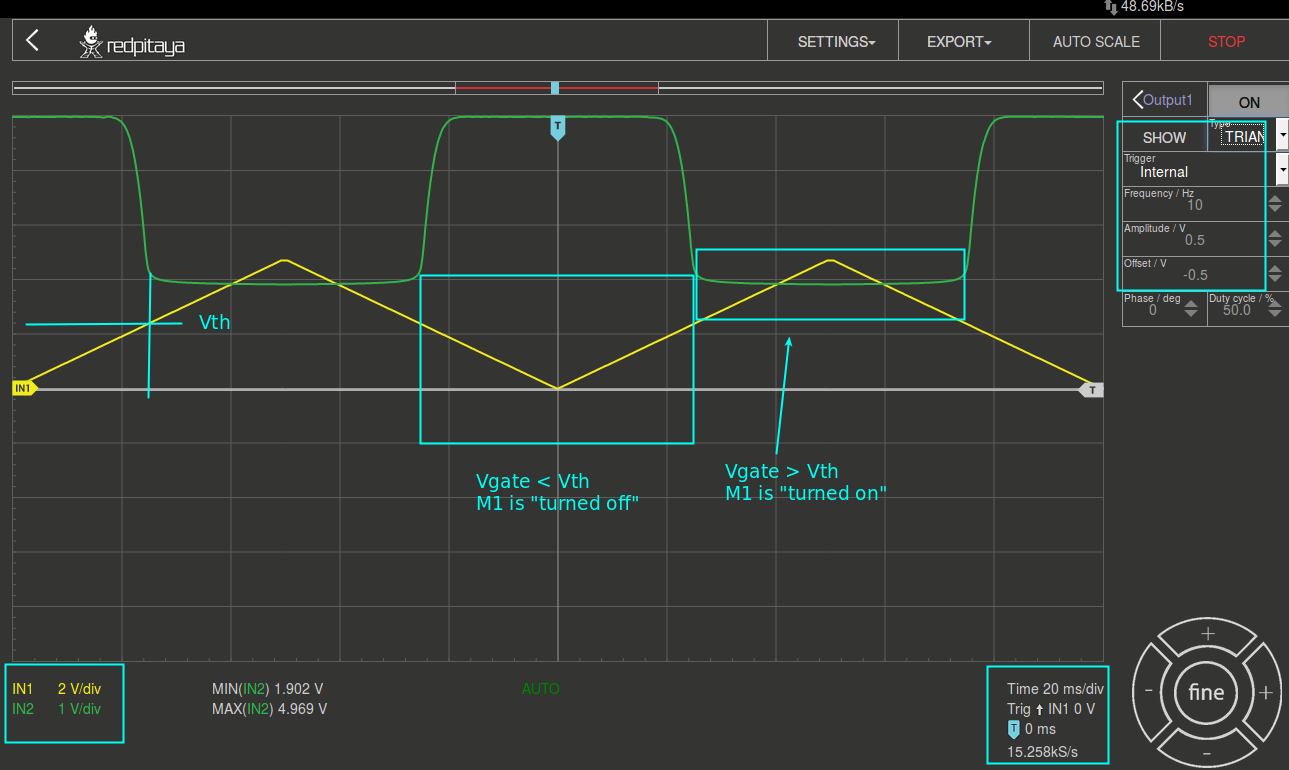 48.69kB/s
redpitaya
SETTINGS
EXPORT
AUTO SCALE
STOP
Output1
ON
SHOW
Type
TRIAN
Trigger
Internal
Frequency / Hz
10
Amplitude / V
0.5
Offset / V
-0.5
Phase / deg
0
Duty cycle / %
50.0
T
Vth
IN1
T
Vgate < Vth
M1 is "turned off"
Vgate > Vth
M1 is "turned on"
IN1 2 V/div
IN2 1 V/div
MIN(IN2) 1.902 V
MAX(IN2) 4.969 V
AUTO
Time 20 ms/div
Trig IN1 0 V
T 0 ms
15.258kS/s
+
- fine +
-